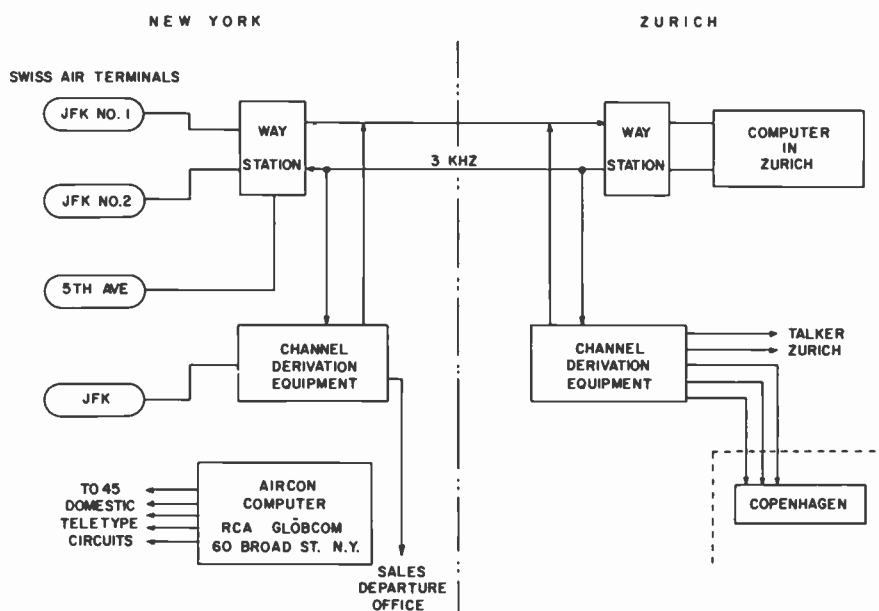 NEW YORK
ZURICH
SWISS AIR TERMINALS
JFK NO. 1
WAY
STATION
WAY
STATION
COMPUTER
IN
ZURICH
3 KHZ
JFK NO.2
5TH AVE
CHANNEL
DERIVATION
EQUIPMENT
CHANNEL
DERIVATION
EQUIPMENT
TALKER
ZURICH
JFK
TO 45
DOMESTIC
TELETYPE
CIRCUITS
AIRCON
COMPUTER
RCA GLŌBCOM
60 BROAD ST. N.Y.
COPENHAGEN
SALES
DEPARTURE
OFFICE